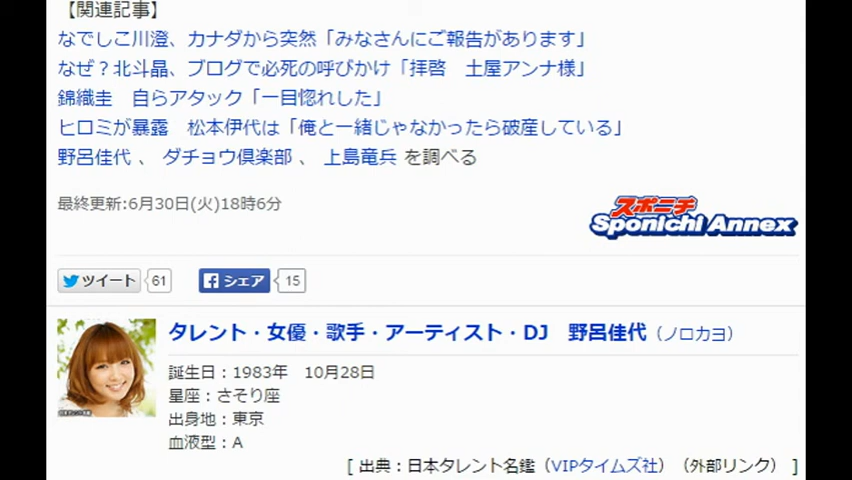 【関連記事】
なでしこ川澄、カナダから突然「みなさんにご報告があります」
なぜ？北斗晶、ブログで必死の呼びかけ「拝啓　土屋アンナ様」
錦織圭　自らアタック「一目惚れした」
ヒロミが暴露　松本伊代は「俺と一緒じゃなかったら破産している」
野呂佳代 、 ダチョウ倶楽部 、 上島竜兵 を調べる
最終更新:6月30日(火)18時6分
スポニチ
Sponichi Annex
ツイート 61 シェア 15
タレント・女優・歌手・アーティスト・DJ　野呂佳代（ノロカヨ）
誕生日：1983年　10月28日
星座：さそり座
出身地：東京
血液型：A
[ 出典：日本タレント名鑑（VIPタイムズ社）（外部リンク） ]